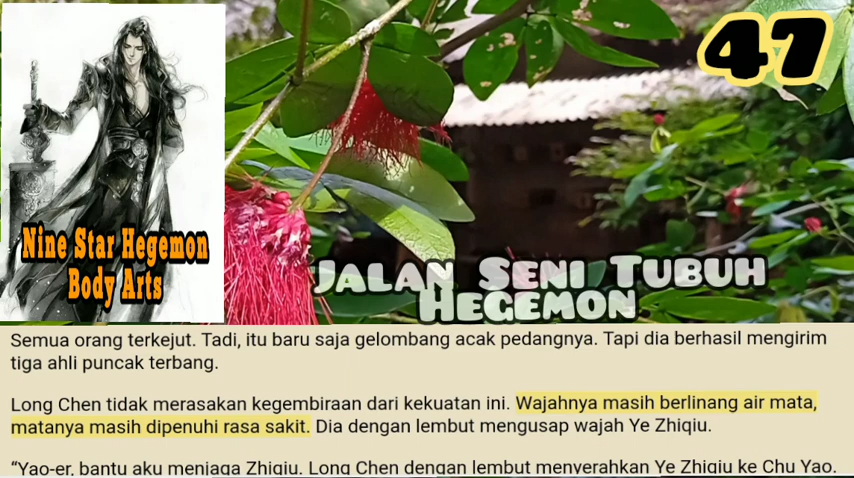 47
Nine Star Hegemon
Body Arts
JALAN SENI TUBUH
HEGEMON
Semua orang terkejut. Tadi, itu baru saja gelombang acak pedangnya. Tapi dia berhasil mengirim
tiga ahli puncak terbang.
Long Chen tidak merasakan kegembiraan dari kekuatan ini. Wajahnya masih berlinang air mata,
matanya masih dipenuhi rasa sakit. Dia dengan lembut mengusap wajah Ye Zhiqiu.
“Yao-er, bantu aku menjaga Zhiqiu. Long Chen dengan lembut menyerahkan Ye Zhiqiu ke Chu Yao.